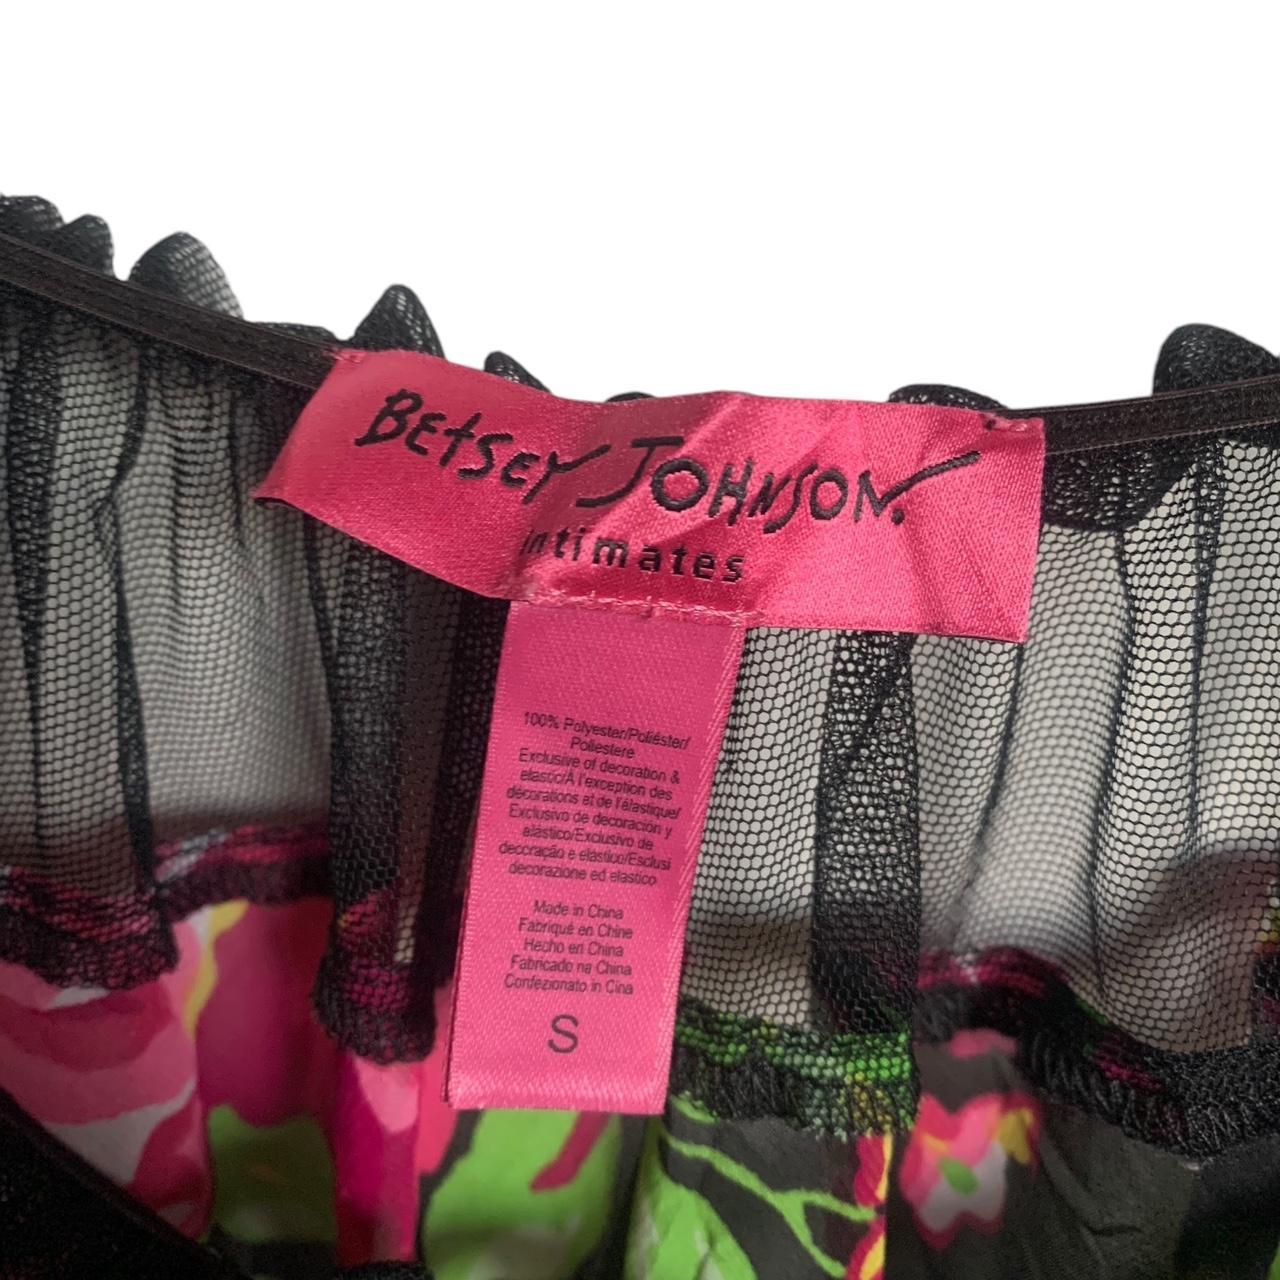 BEtSEY JOHNSON.
intimates
100% Polyester/Poliéster/
Poliestere
Exclusive of decoration &
elastic/À l'exception des
décorations et de l'élastique/
Exclusivo de decoración y
elástico/Exclusivo de
decoração e elástico/Esclusi
decorazione ed elastico
Made in China
Fabriqué en Chine
Hecho en China
Fabricado na China
Confezionato in Cina
S